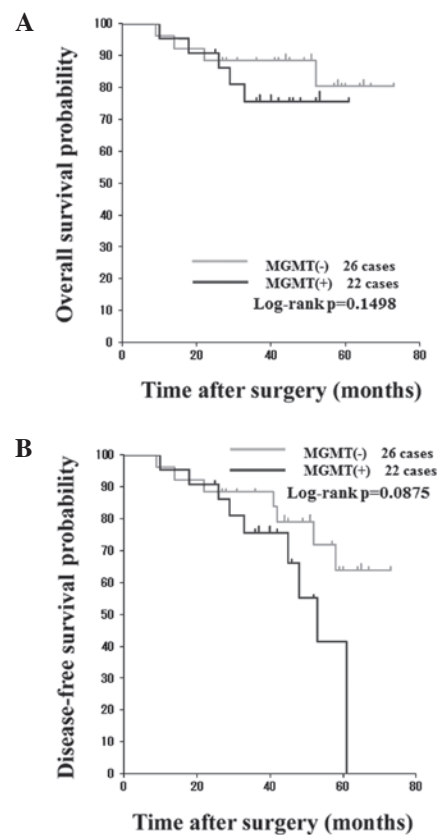 A
Overall survival probability
100
90
80
70
60
50
40
30
20
10
0
MGMT(-) 26 cases
MGMT(+) 22 cases
Log-rank p=0.1498
0 20 40 60 80
Time after surgery (months)
B
Disease-free survival probability
100
90
80
70
60
50
40
30
20
10
0
MGMT(-) 26 cases
MGMT(+) 22 cases
Log-rank p=0.0875
0 20 40 60 80
Time after surgery (months)